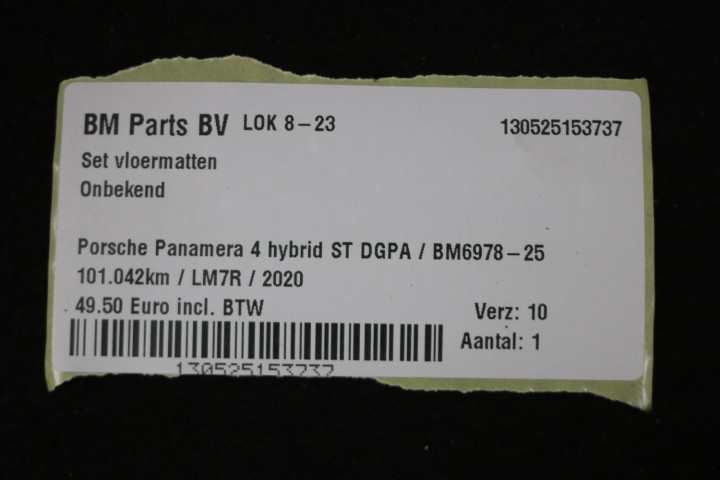 BM Parts BV LOK 8-23 130525153737
Set vloermatten
Onbekend
Porsche Panamera 4 hybrid ST DGPA / BM6978-25
101.042km / LM7R / 2020
49.50 Euro incl. BTW Verz: 10
Aantal: 1
130525153737